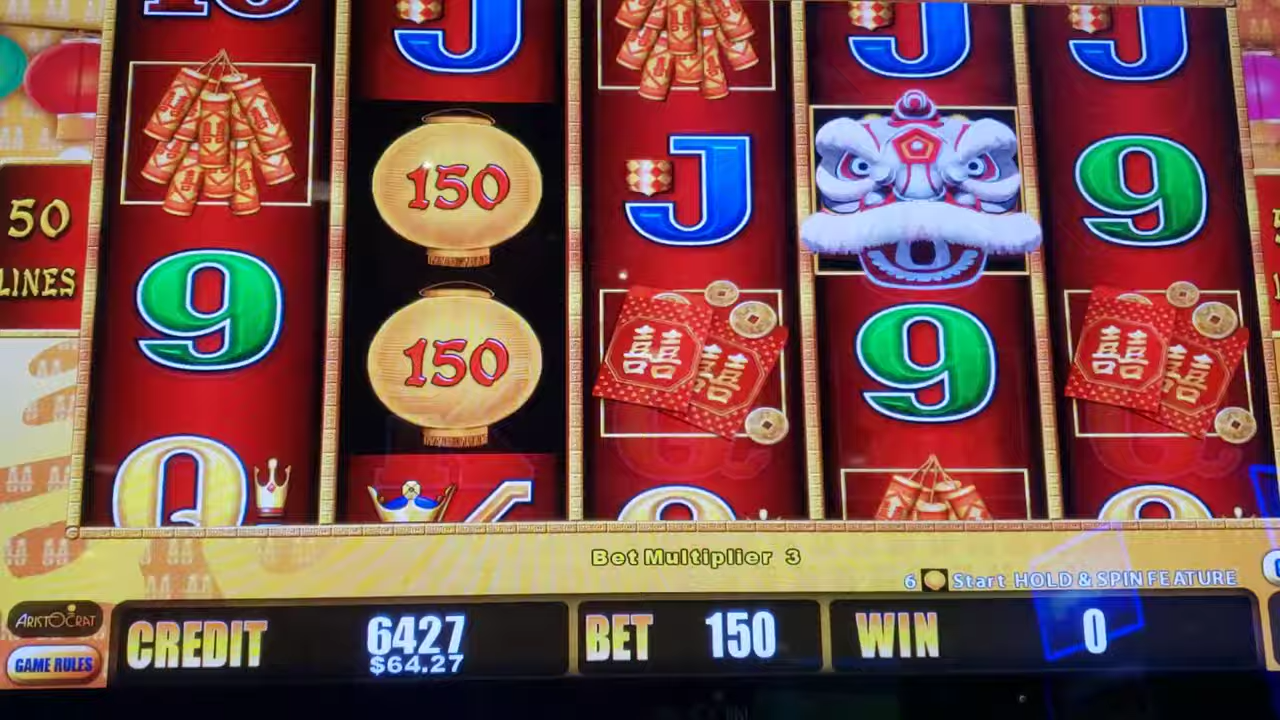 10
J
J
J
150
J
9
50
LINES
9
150
囍
囍
9
囍
囍
Q
Bet Multiplier 3
6 Start HOLD & SPIN FEATURE
ARISTOCRAT
GAME RULES
CREDIT 6427
$64.27
BET 150
WIN 0